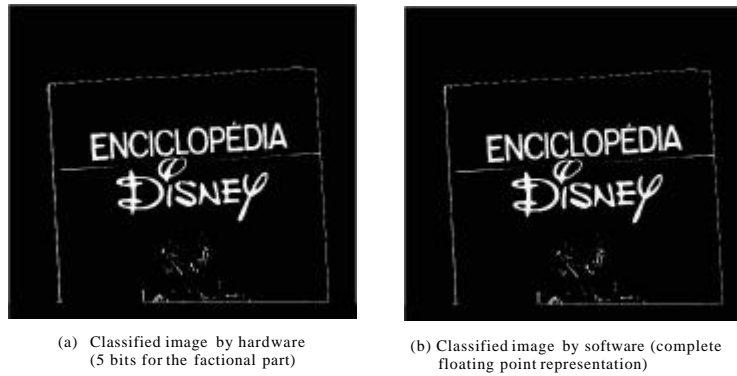 ENCICLOPÉDIA
Disney
ENCICLOPÉDIA
Disney
(a) Classified image by hardware
(5 bits for the factional part)
(b) Classified image by software (complete
floating point representation)